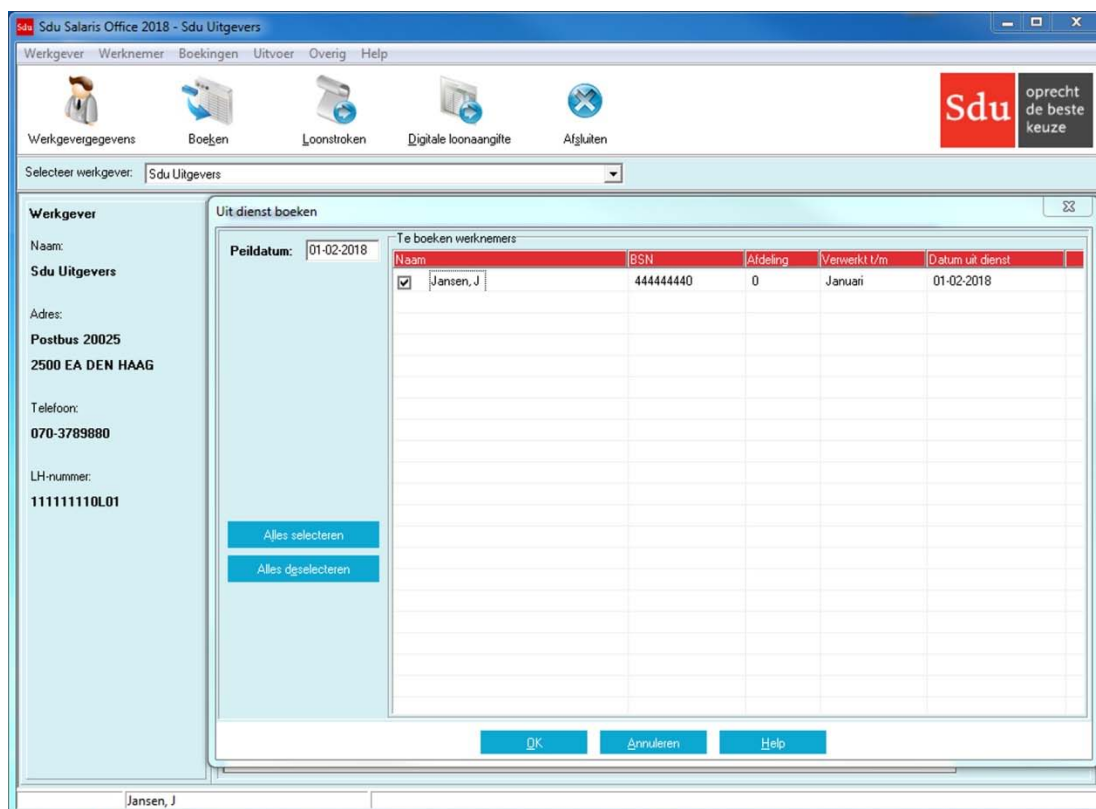 Sdu Sdu Salaris Office 2018 - Sdu Uitgevers
Werkgever Werknemer Boekingen Uitvoer Overig Help
Werkgevergegevens Boeken Loonstroken Digitale loonaangifte Afsluiten
Sdu
oprecht
de beste
keuze
Selecteer werkgever: Sdu Uitgevers
Werkgever
Naam:
Sdu Uitgevers
Adres:
Postbus 20025
2500 EA DEN HAAG
Telefoon:
070-3789880
LH-nummer:
111111110L01
Uit dienst boeken
Peildatum: 01-02-2018
Te boeken werknemers
Naam BSN Afdeling Verwerkt t/m Datum uit dienst
Jansen, J 444444440 0 Januari 01-02-2018
Alles selecteren
Alles deselecteren
OK Annuleren Help
Jansen, J